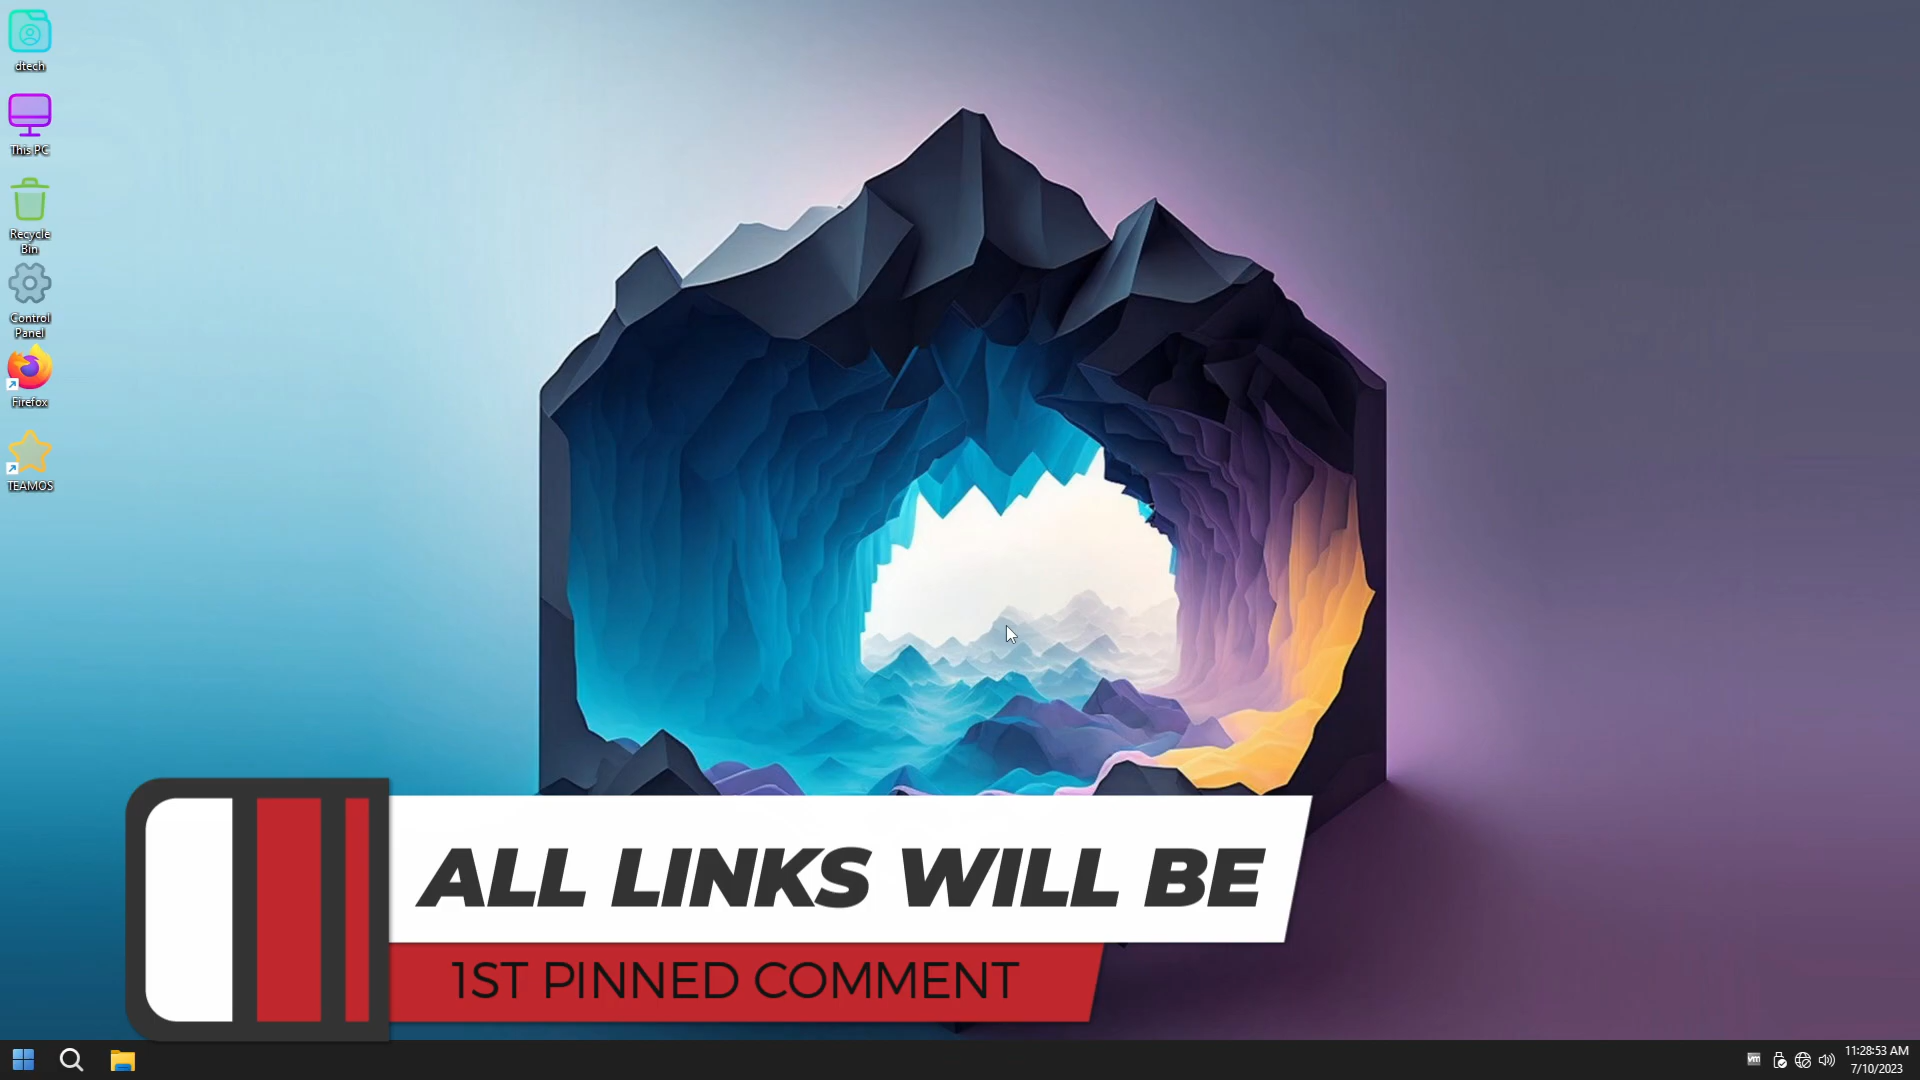 dtech
This PC
Recycle
Bin
Control
Panel
Firefox
TEAMOS
ALL LINKS WILL BE
1ST PINNED COMMENT
vm
11:28:53 AM
7/10/2023